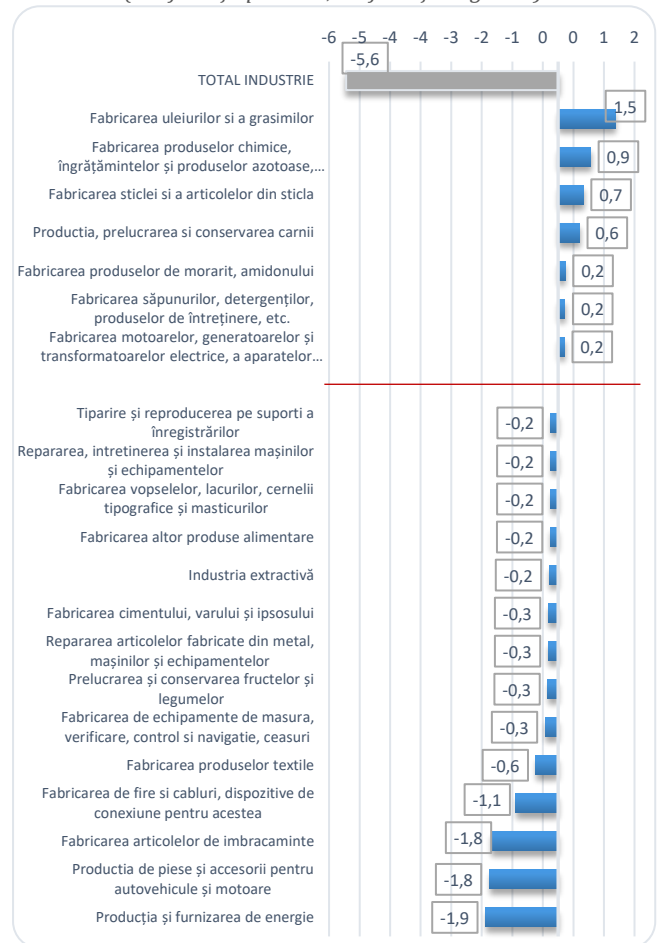 -6 -5 -4 -3 -2 -1 0 0 1 2
TOTAL INDUSTRIE
-5,6
Fabricarea uleiurilor si a grasimilor
1,5
Fabricarea produselor chimice,
îngrățămintelor și produselor azotoase,...
0,9
Fabricarea sticlei si a articolelor din sticla
0,7
Productia, prelucrarea si conservarea carnii
0,6
Fabricarea produselor de morarit, amidonului
0,2
Fabricarea săpunurilor, detergenților,
produselor de întreținere, etc.
0,2
Fabricarea motoarelor, generatoarelor și
transformatoarelor electrice, a aparatelor...
0,2
Tiparire și reproducerea pe suporti a
înregistrărilor
-0,2
Repararea, intretinerea și instalarea mașinilor
și echipamentelor
-0,2
Fabricarea vopselelor, lacurilor, cernelii
tipografice și masticurilor
-0,2
Fabricarea altor produse alimentare
-0,2
Industria extractivă
-0,2
Fabricarea cimentului, varului și ipsosului
-0,3
Repararea articolelor fabricate din metal,
mașinilor și echipamentelor
-0,3
Prelucrarea și conservarea fructelor și
legumelor
-0,3
Fabricarea de echipamente de masura,
verificare, control si navigatie, ceasuri
-0,3
Fabricarea produselor textile
-0,6
Fabricarea de fire si cabluri, dispozitive de
conexiune pentru acestea
-1,1
Fabricarea articolelor de imbracaminte
-1,8
Productia de piese și accesorii pentru
autovehicule și motoare
-1,8
Producția și furnizarea de energie
-1,9